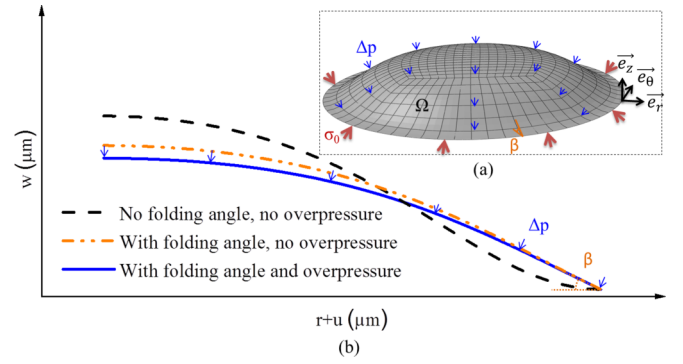 (b)
Δp
e_z
e_θ
e_r
Ω
σ₀
β
(a)
w (µm)
No folding angle, no overpressure
With folding angle, no overpressure
With folding angle and overpressure
Δp
β
r+u (µm)
(b)